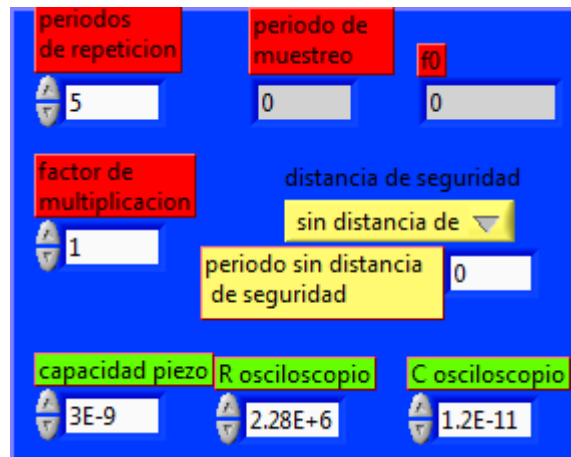 periodos
de repeticion
5
periodo de
muestreo
0
f0
0
factor de
multiplicacion
1
distancia de seguridad
sin distancia de
periodo sin distancia
de seguridad
0
capacidad piezo
3E-9
R osciloscopio
2.28E+6
C osciloscopio
1.2E-11